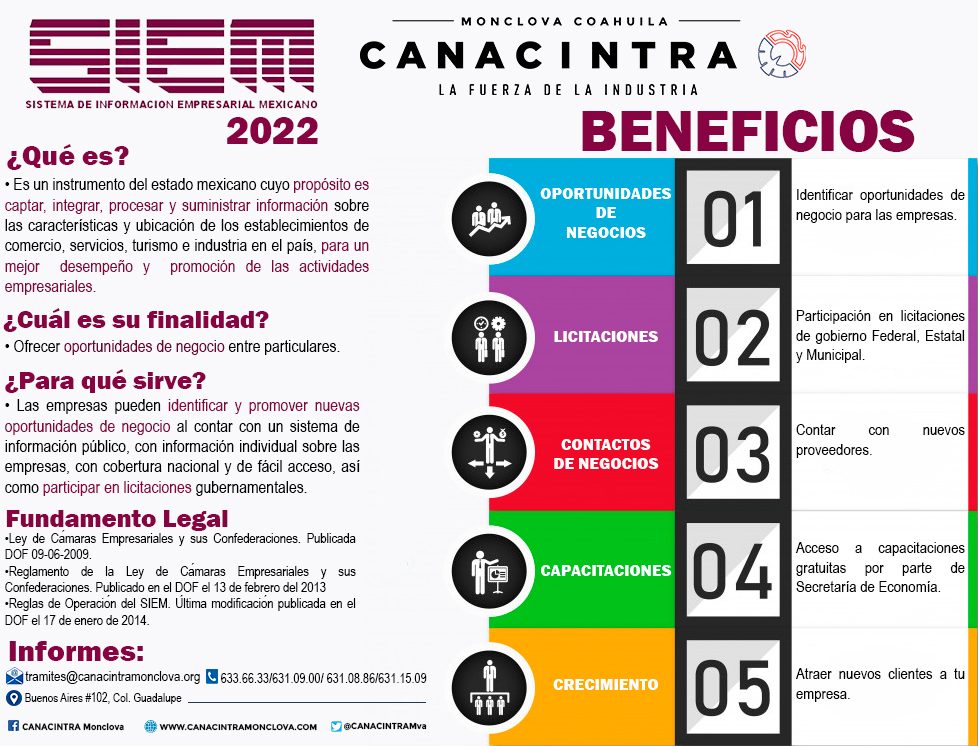 SIEM
SISTEMA DE INFORMACION EMPRESARIAL MEXICANO
2022
MONCLOVA COAHUILA
CANACINTRA
LA FUERZA DE LA INDUSTRIA
¿Qué es?
• Es un instrumento del estado mexicano cuyo propósito es
captar, integrar, procesar y suministrar información sobre
las características y ubicación de los establecimientos de
comercio, servicios, turismo e industria en el país, para un
mejor desempeño y promoción de las actividades
empresariales.
¿Cuál es su finalidad?
• Ofrecer oportunidades de negocio entre particulares.
¿Para qué sirve?
• Las empresas pueden identificar y promover nuevas
oportunidades de negocio al contar con un sistema de
información público, con información individual sobre las
empresas, con cobertura nacional y de fácil acceso, así
como participar en licitaciones gubernamentales.
Fundamento Legal
•Ley de Cámaras Empresariales y sus Confederaciones. Publicada
DOF 09-06-2009.
•Reglamento de la Ley de Cámaras Empresariales y sus
Confederaciones. Publicado en el DOF el 13 de febrero del 2013
•Reglas de Operación del SIEM. Última modificación publicada en el
DOF el 17 de enero de 2014.
Informes:
tramites@canacintramonclova.org 633.66.33/631.09.00/ 631.08.86/631.15.09
Buenos Aires #102, Col. Guadalupe
CANACINTRA Monclova WWW.CANACINTRAMONCLOVA.COM @CANACINTRAMva
BENEFICIOS
OPORTUNIDADES
DE
NEGOCIOS
01
Identificar oportunidades de
negocio para las empresas.
LICITACIONES
02
Participación en licitaciones
de gobierno Federal, Estatal
y Municipal.
CONTACTOS
DE NEGOCIOS
03
Contar con nuevos
proveedores.
CAPACITACIONES
04
Acceso a capacitaciones
gratuitas por parte de
Secretaría de Economía.
CRECIMIENTO
05
Atraer nuevos clientes a tu
empresa.